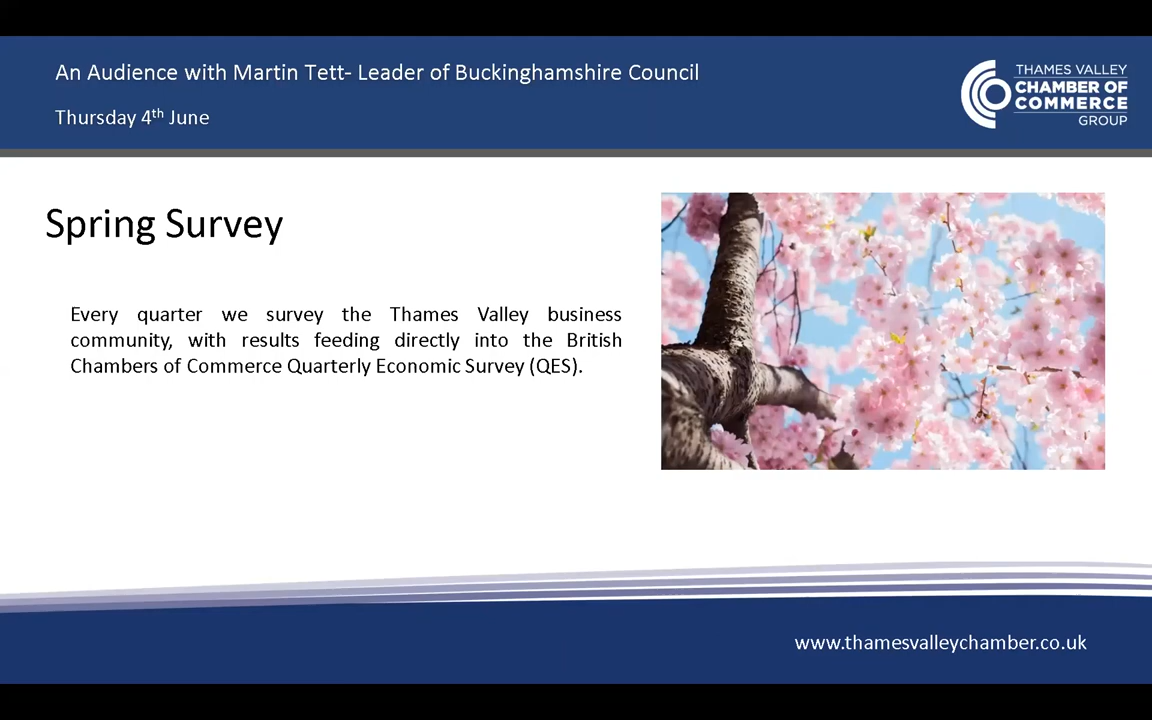 An Audience with Martin Tett- Leader of Buckinghamshire Council
Thursday 4th June
THAMES VALLEY
CHAMBER OF
COMMERCE
GROUP
Spring Survey
Every quarter we survey the Thames Valley business
community, with results feeding directly into the British
Chambers of Commerce Quarterly Economic Survey (QES).
www.thamesvalleychamber.co.uk